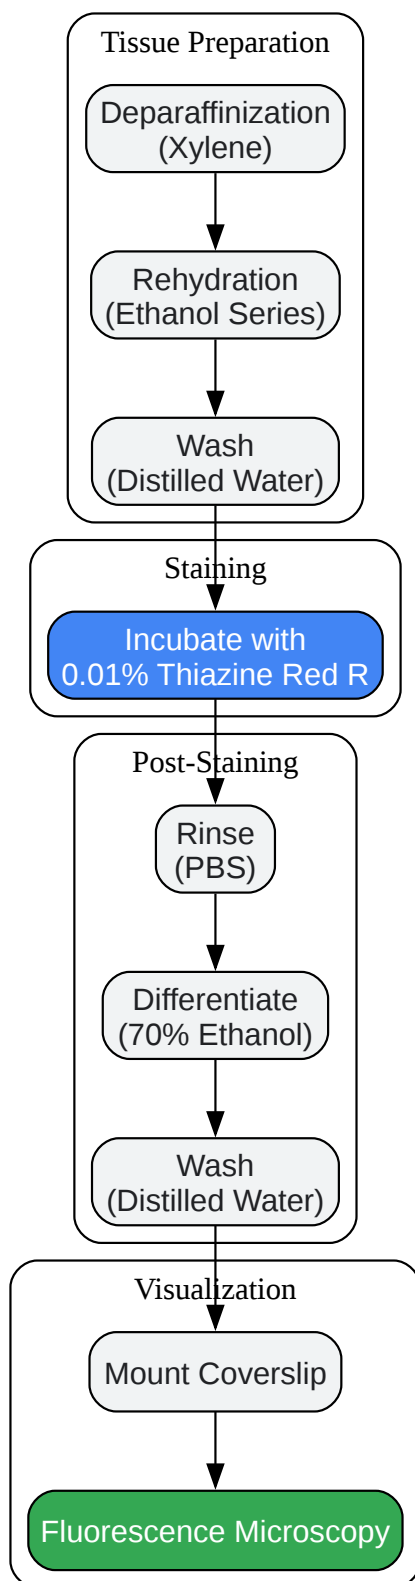 Tissue Preparation
Deparaffinization
(Xylene)
Rehydration
(Ethanol Series)
Wash
(Distilled Water)
Staining
Incubate with
0.01% Thiazine Red R
Post-Staining
Rinse
(PBS)
Differentiate
(70% Ethanol)
Wash
(Distilled Water)
Visualization
Mount Coverslip
Fluorescence Microscopy